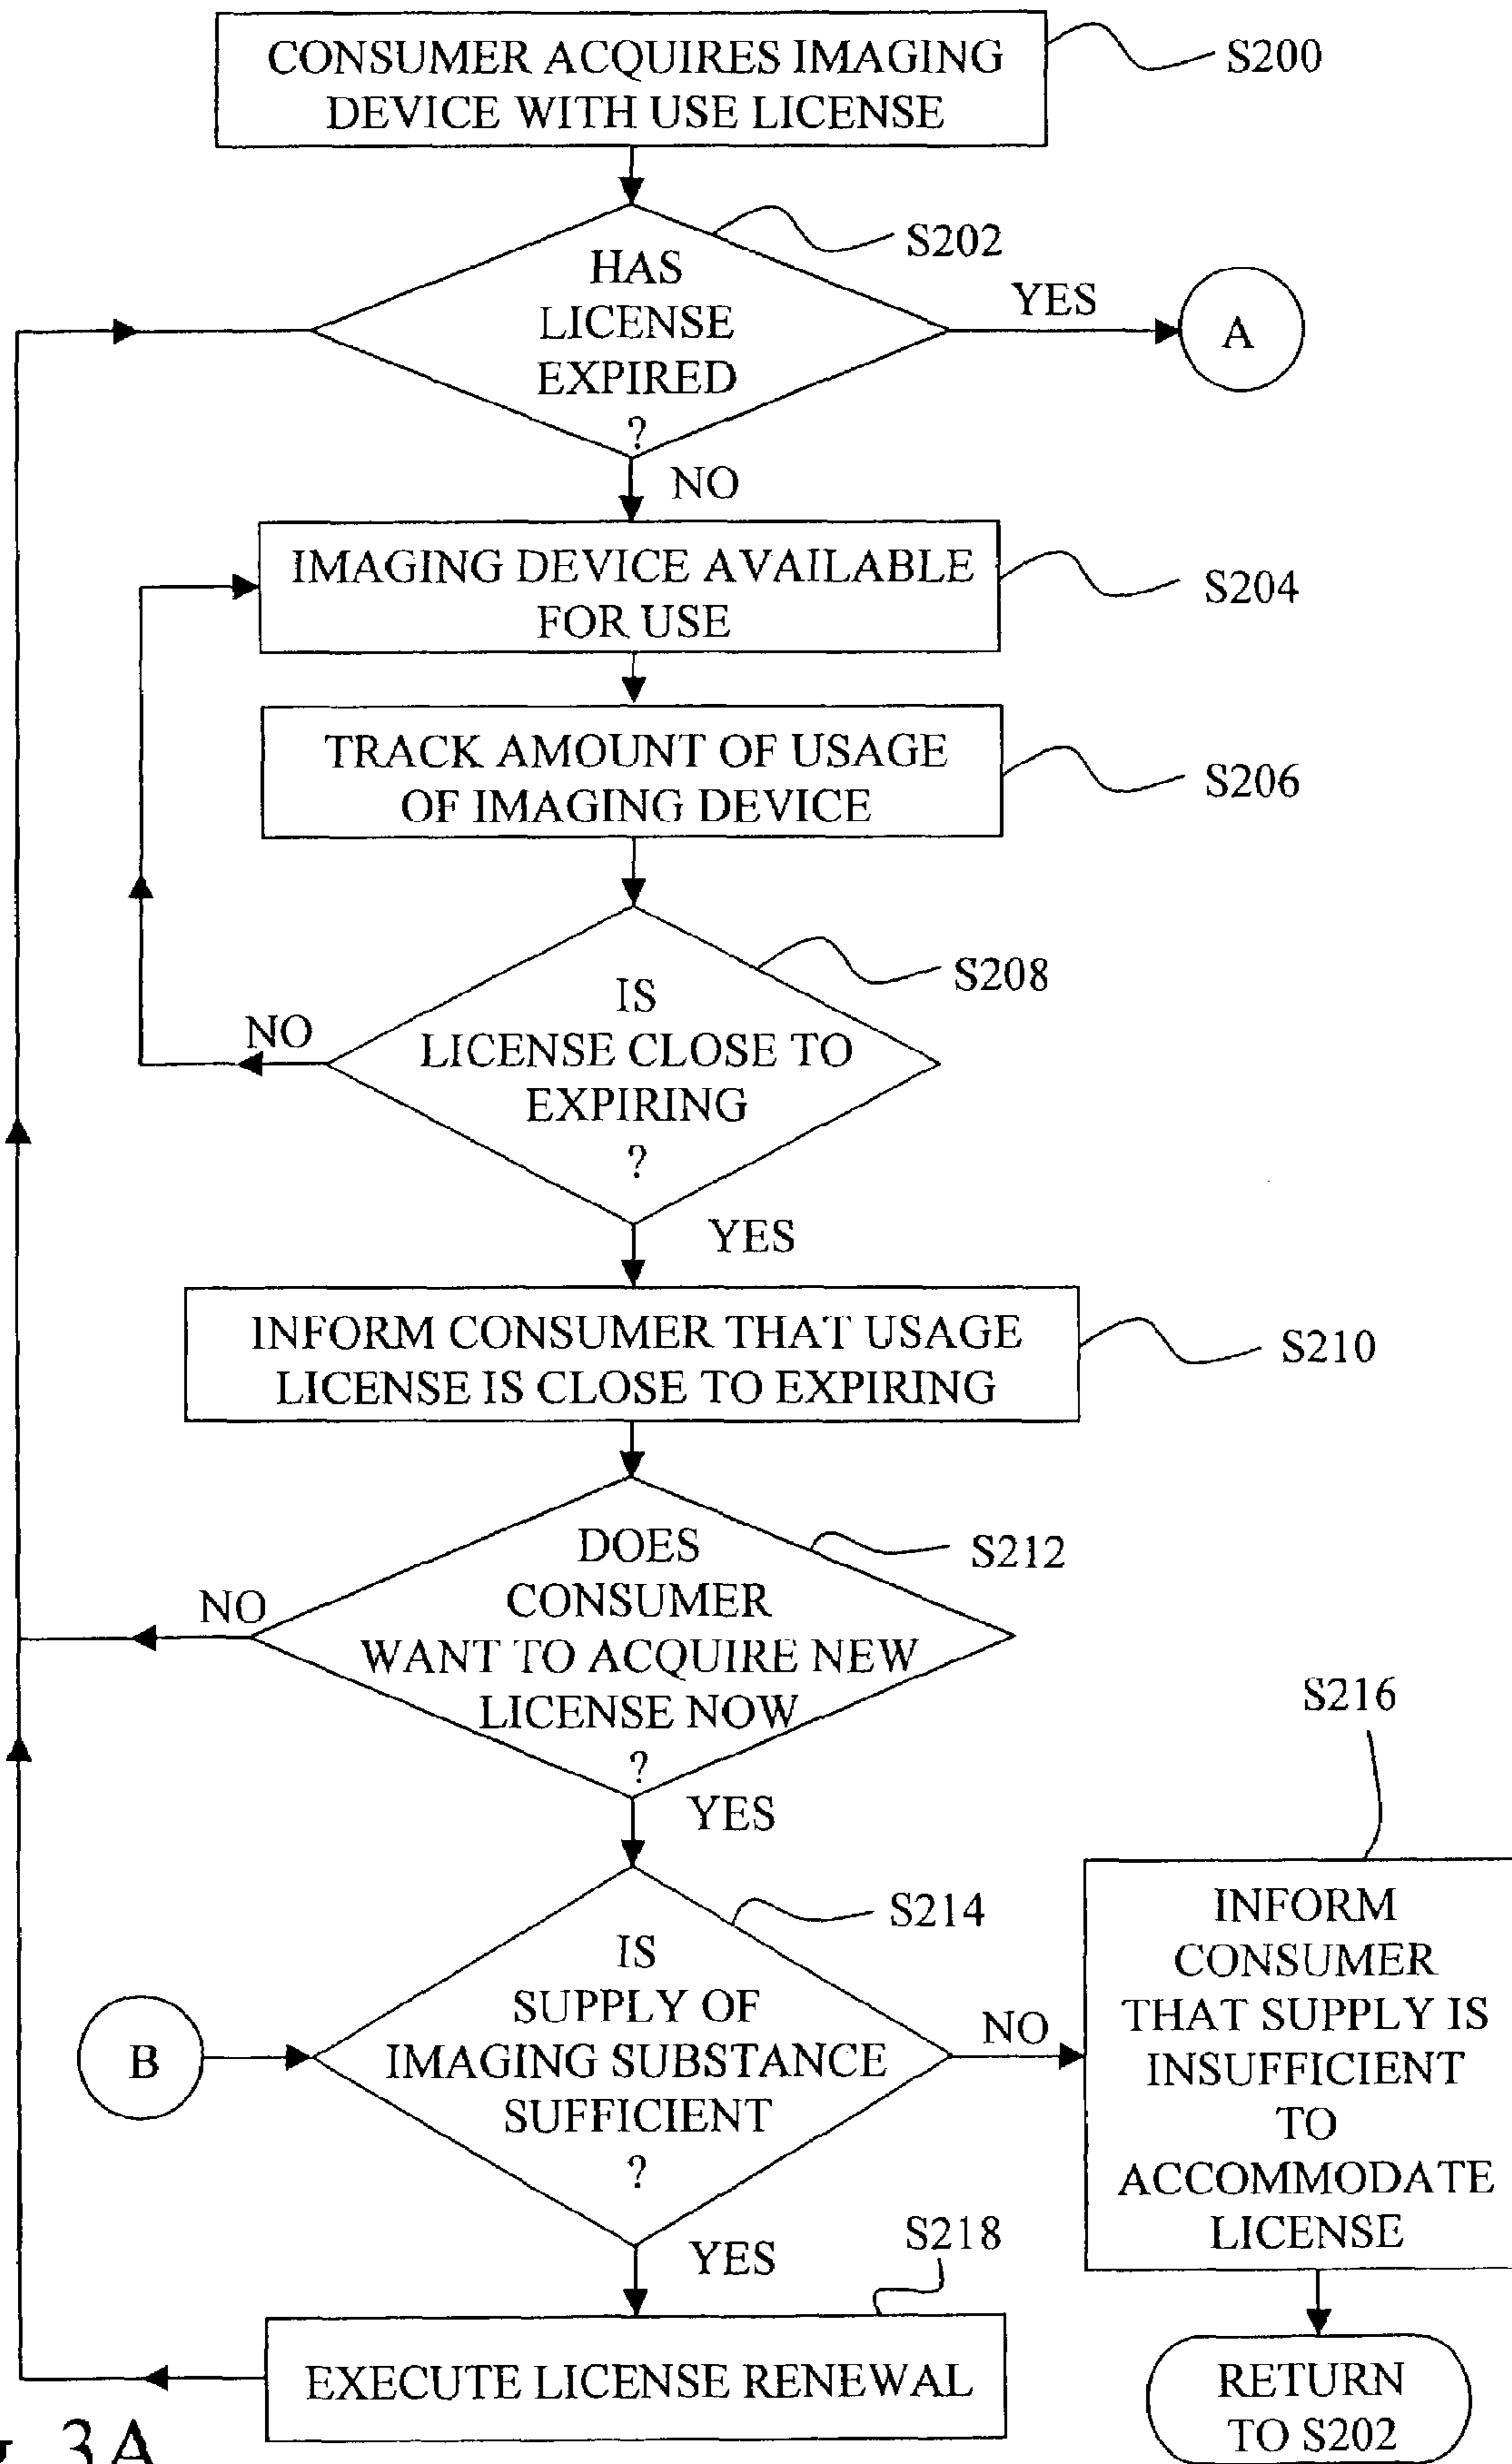 CONSUMER ACQUIRES IMAGING
DEVICE WITH USE LICENSE
S200
HAS
LICENSE
EXPIRED
?
S202
YES
A
NO
IMAGING DEVICE AVAILABLE
FOR USE
S204
TRACK AMOUNT OF USAGE
OF IMAGING DEVICE
S206
IS
LICENSE CLOSE TO
EXPIRING
?
S208
NO
YES
INFORM CONSUMER THAT USAGE
LICENSE IS CLOSE TO EXPIRING
S210
DOES
CONSUMER
WANT TO ACQUIRE NEW
LICENSE NOW
?
S212
NO
YES
B
IS
SUPPLY OF
IMAGING SUBSTANCE
SUFFICIENT
?
S214
NO
S216
INFORM
CONSUMER
THAT SUPPLY IS
INSUFFICIENT
TO
ACCOMMODATE
LICENSE
YES
S218
EXECUTE LICENSE RENEWAL
RETURN
TO S202
3A